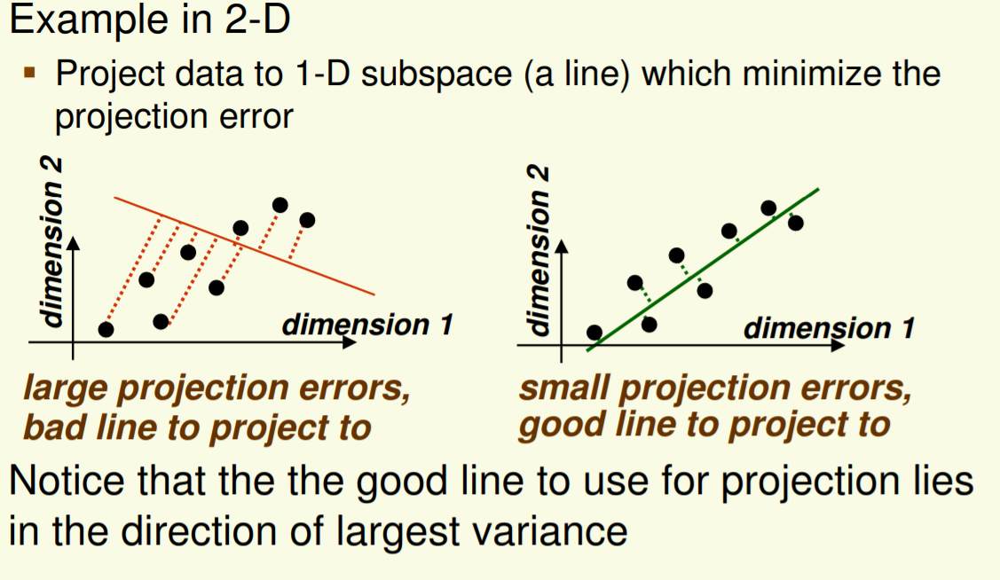 Example in 2-D
▪ Project data to 1-D subspace (a line) which minimize the
projection error
dimension 2
dimension 1
large projection errors,
bad line to project to
dimension 2
dimension 1
small projection errors,
good line to project to
Notice that the the good line to use for projection lies
in the direction of largest variance